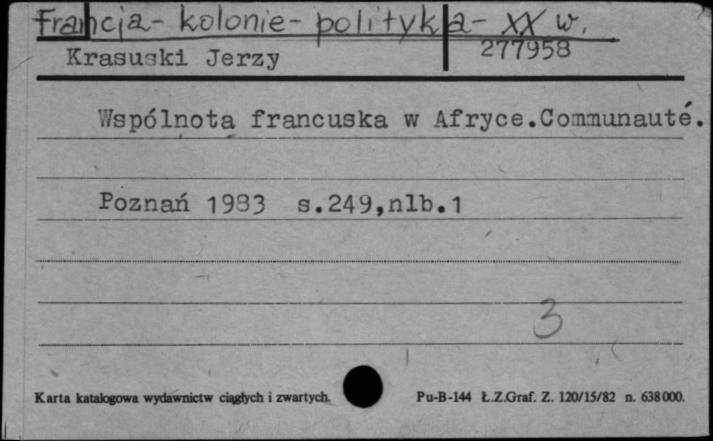 Francja - kolonie - polityka - XX w.
Krasuski Jerzy 277958
Wspólnota francuska w Afryce.Communauté.
Poznań 1983 s.249,nlb.1
3
Karta katalogowa wydawnictw ciągłych i zwartych. Pu-B-144 Ł.Z.Graf. Z. 120/15/82 n. 638000.